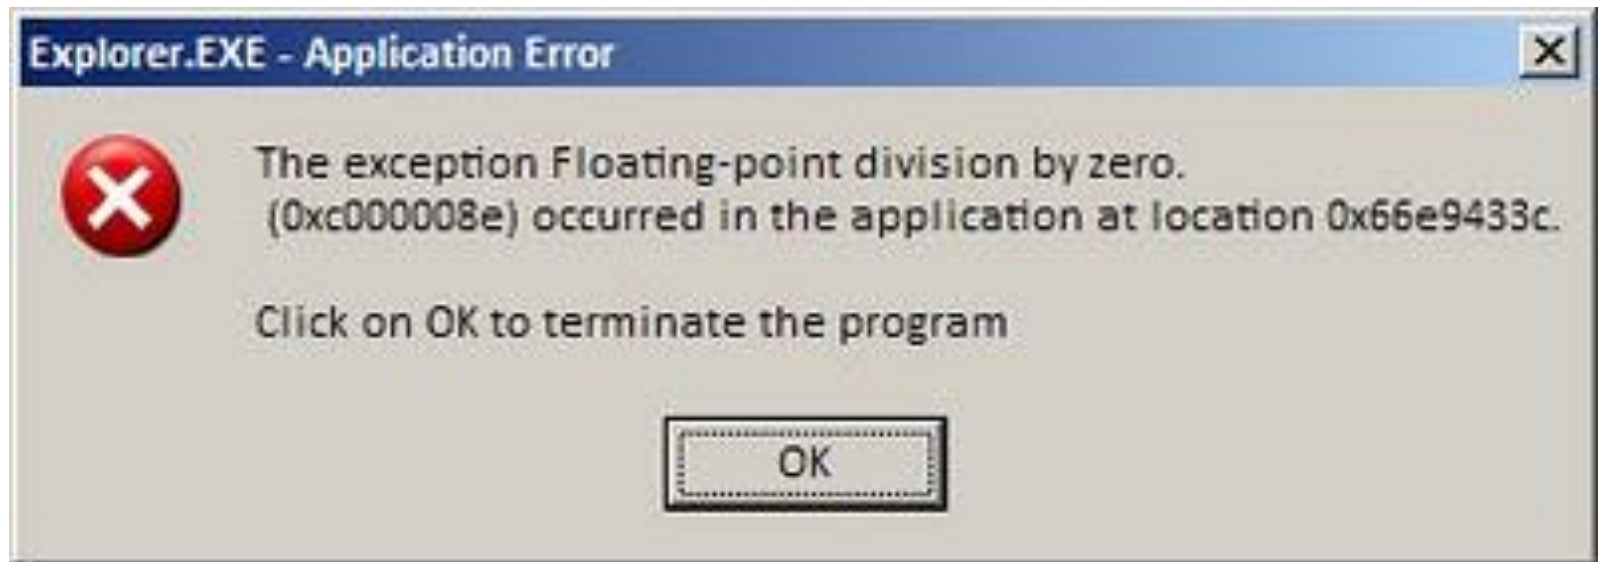 Explorer.EXE - Application Error
The exception Floating-point division by zero.
(0xc000008e) occurred in the application at location 0x66e9433c.
Click on OK to terminate the program
OK